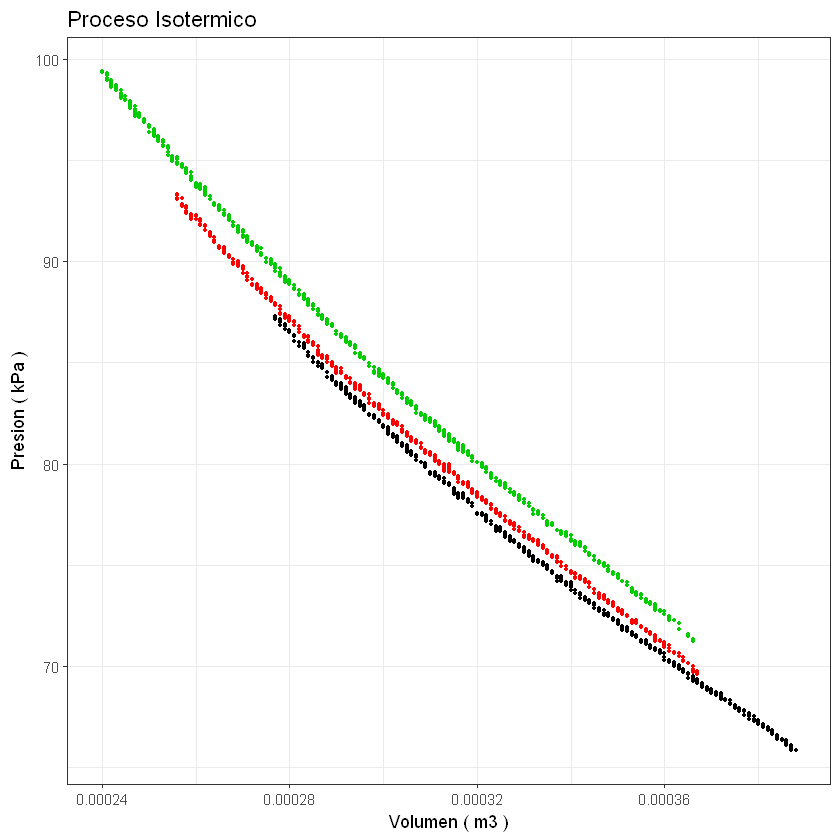 Proceso Isotermico
100
90
80
70
Presion ( kPa )
0.00024 0.00028 0.00032 0.00036
Volumen ( m3 )